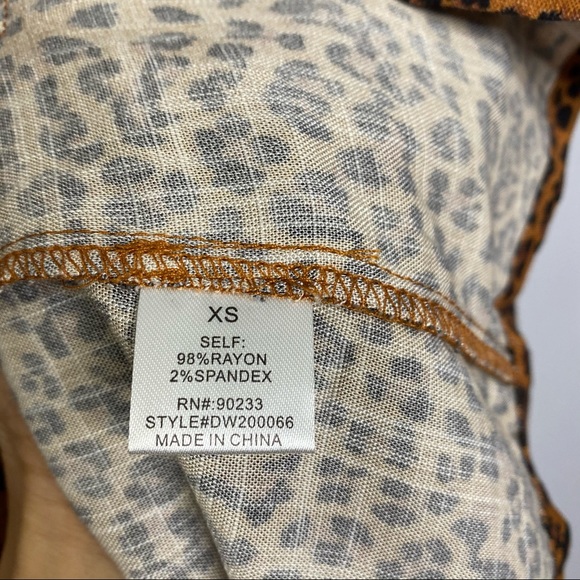 XS
SELF:
98%RAYON
2%SPANDEX
RN#:90233
STYLE#DW200066
MADE IN CHINA